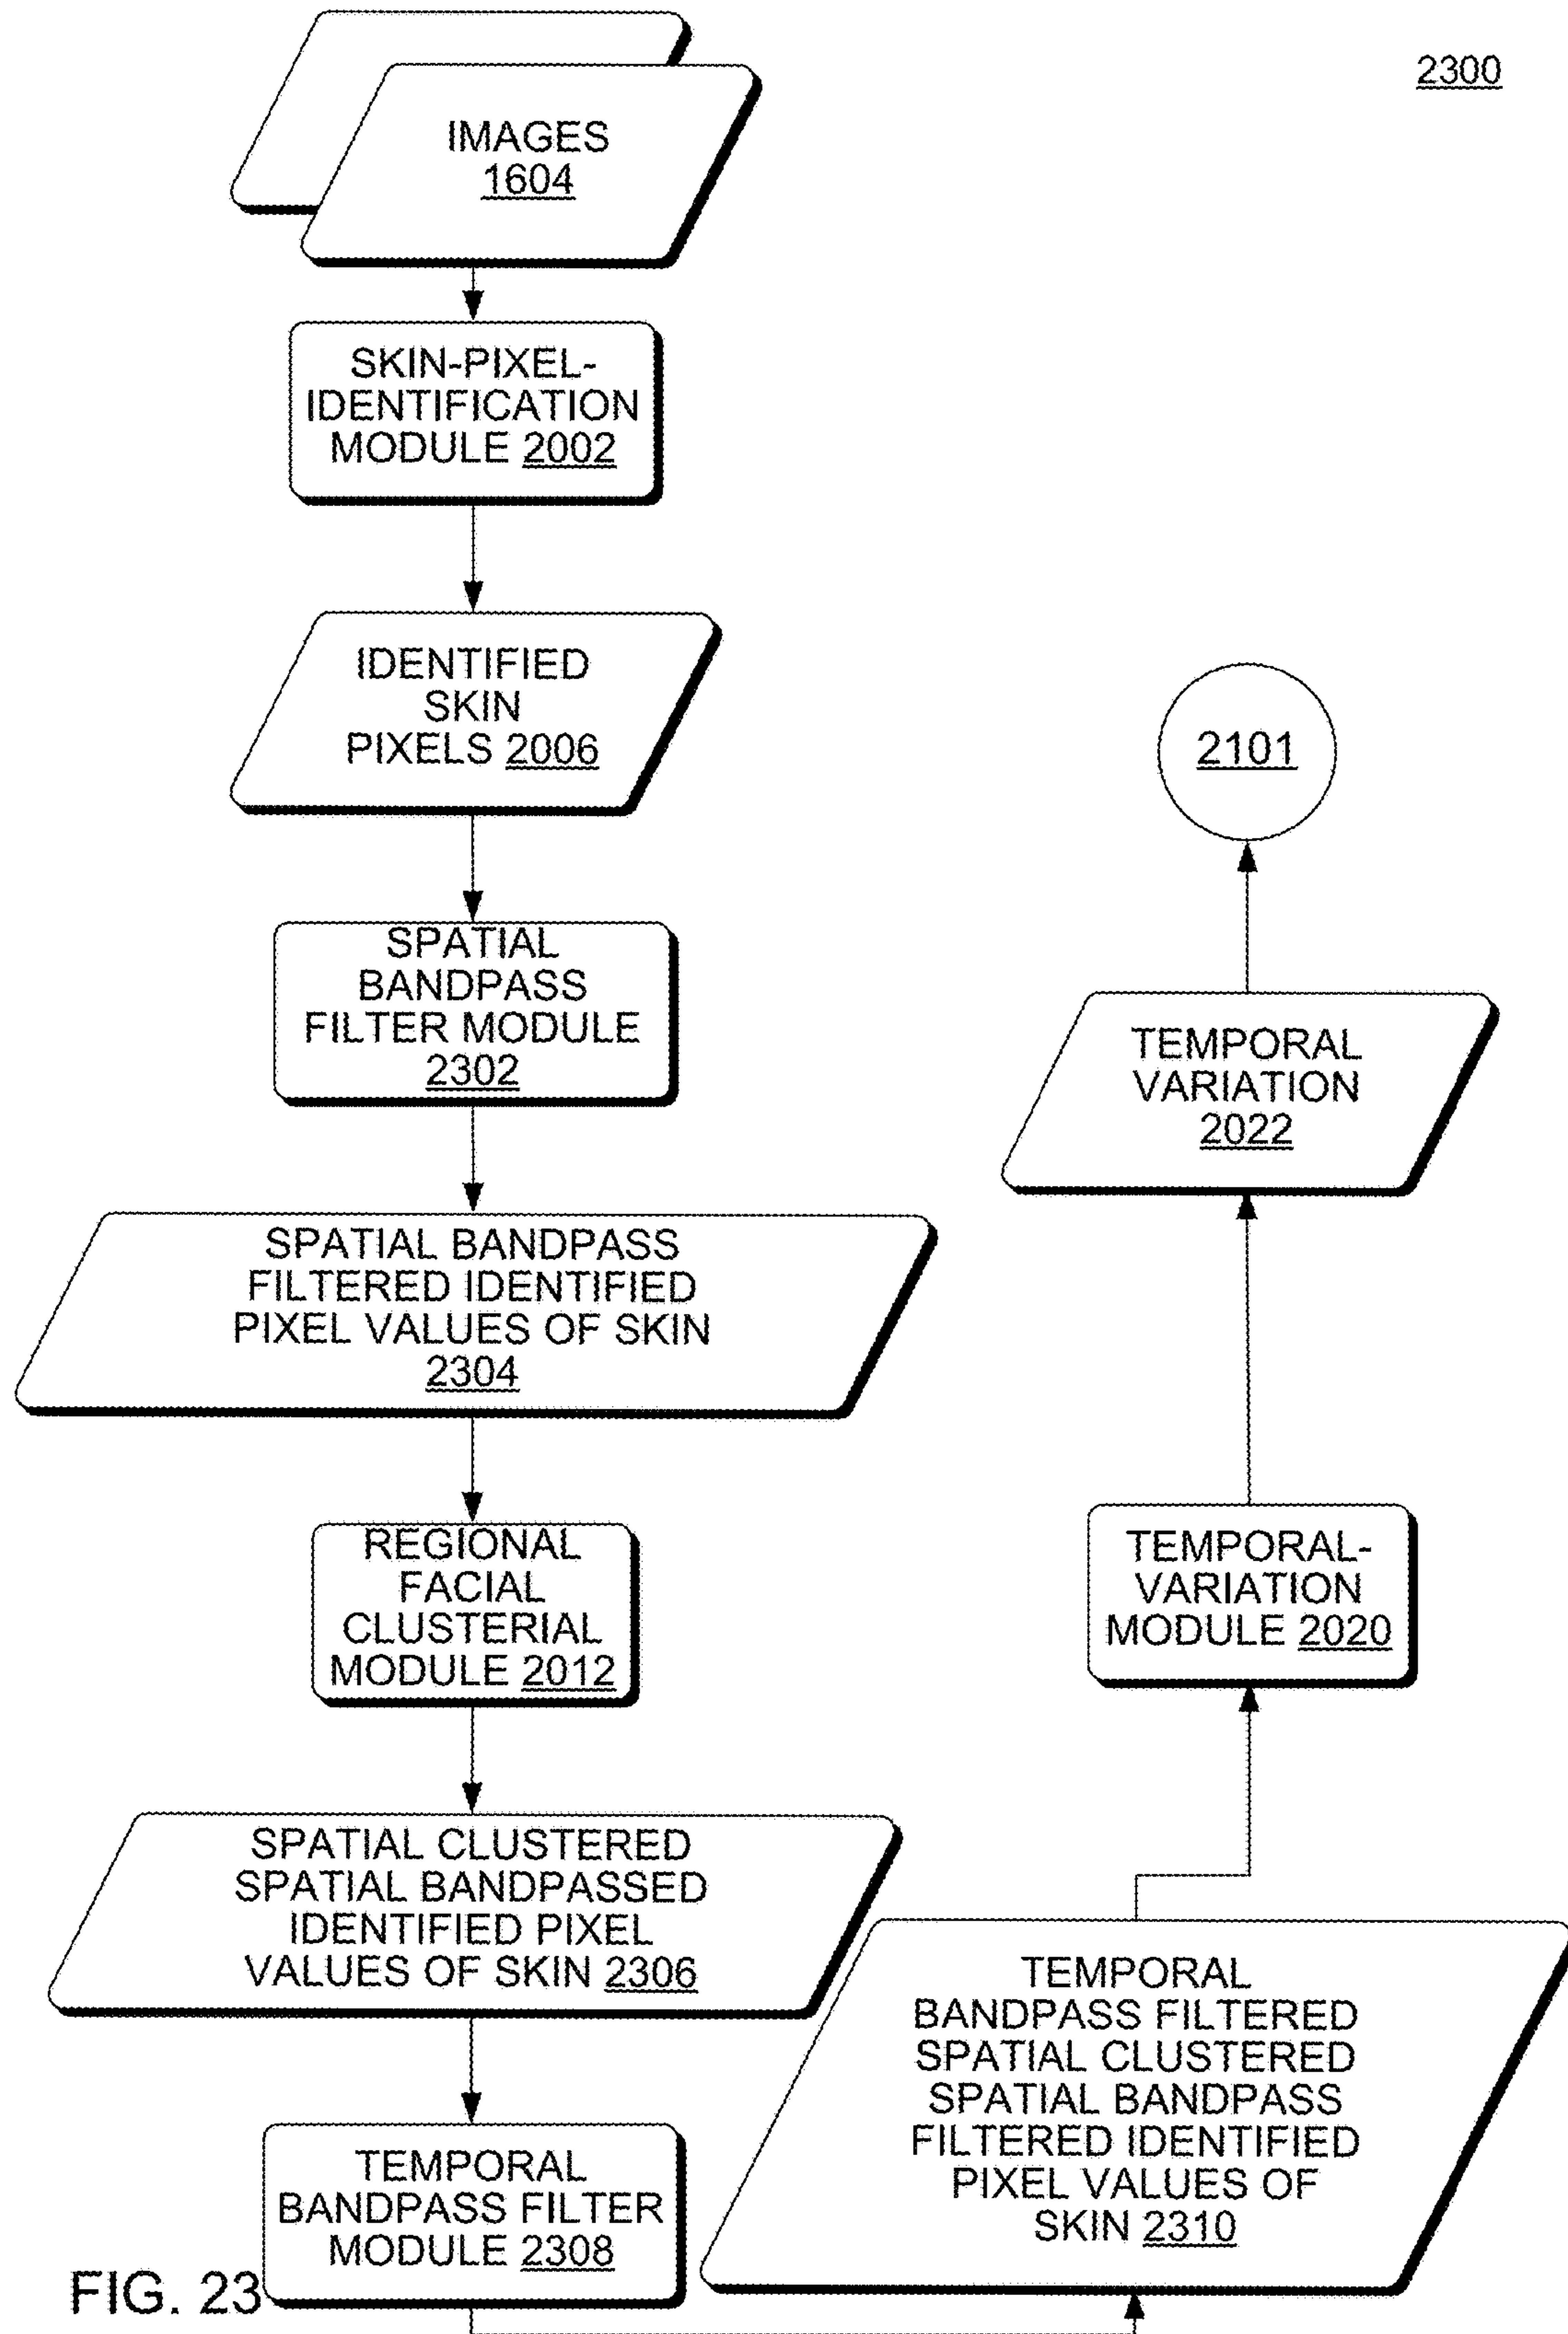 2300
IMAGES
1604
SKIN-PIXEL-
IDENTIFICATION
MODULE 2002
IDENTIFIED
SKIN
PIXELS 2006
SPATIAL
BANDPASS
FILTER MODULE
2302
SPATIAL BANDPASS
FILTERED IDENTIFIED
PIXEL VALUES OF SKIN
2304
REGIONAL
FACIAL
CLUSTERIAL
MODULE 2012
SPATIAL CLUSTERED
SPATIAL BANDPASSED
IDENTIFIED PIXEL
VALUES OF SKIN 2306
TEMPORAL
BANDPASS FILTER
MODULE 2308
TEMPORAL
BANDPASS FILTERED
SPATIAL CLUSTERED
SPATIAL BANDPASS
FILTERED IDENTIFIED
PIXEL VALUES OF
SKIN 2310
TEMPORAL-
VARIATION
MODULE 2020
TEMPORAL
VARIATION
2022
2101
FIG. 23